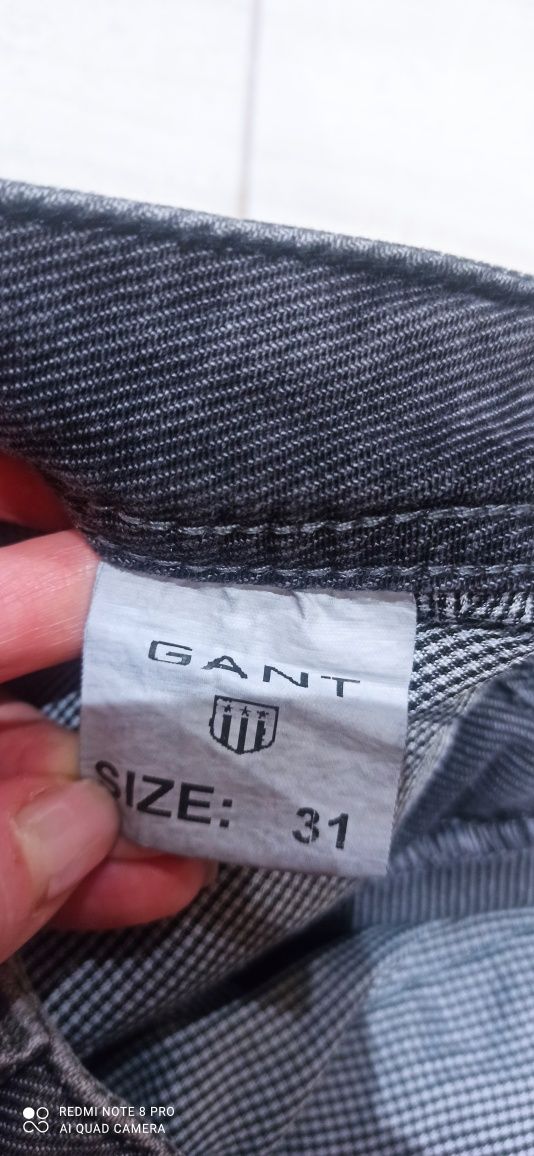 GANT
SIZE: 31
REDMI NOTE 8 PRO
AI QUAD CAMERA